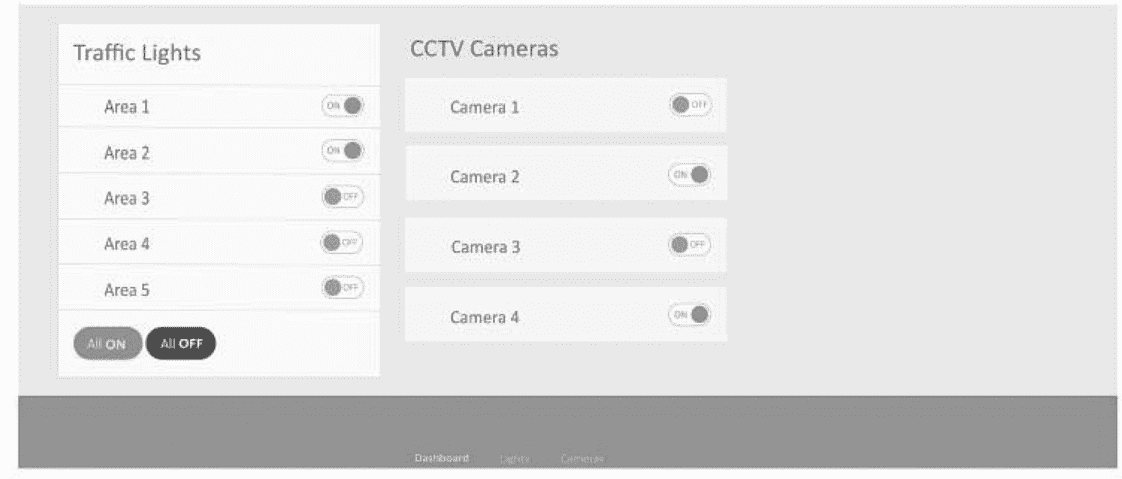 Traffic Lights
Area 1 ON
Area 2 ON
Area 3 OFF
Area 4 OFF
Area 5 OFF
All ON All OFF
CCTV Cameras
Camera 1 OFF
Camera 2 ON
Camera 3 OFF
Camera 4 ON
Dashboard Lights Cameras